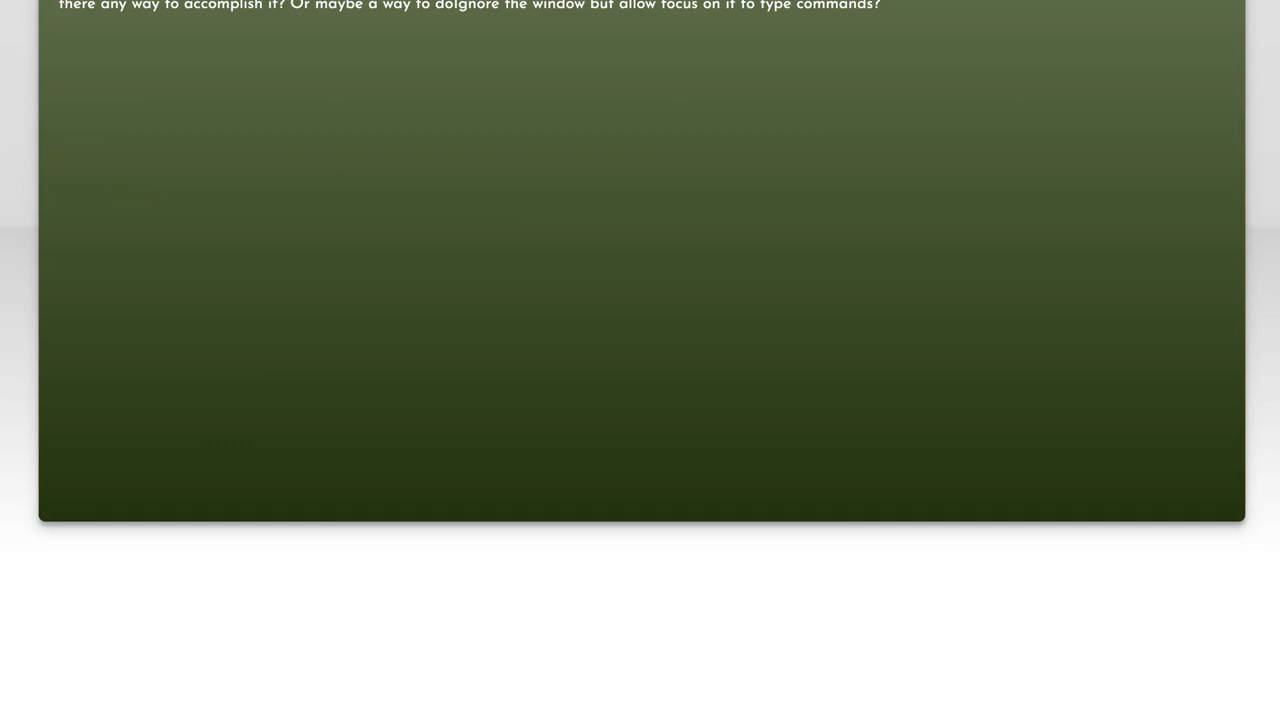 there any way to accomplish it? Or maybe a way to doIgnore the window but allow focus on it to type commands?